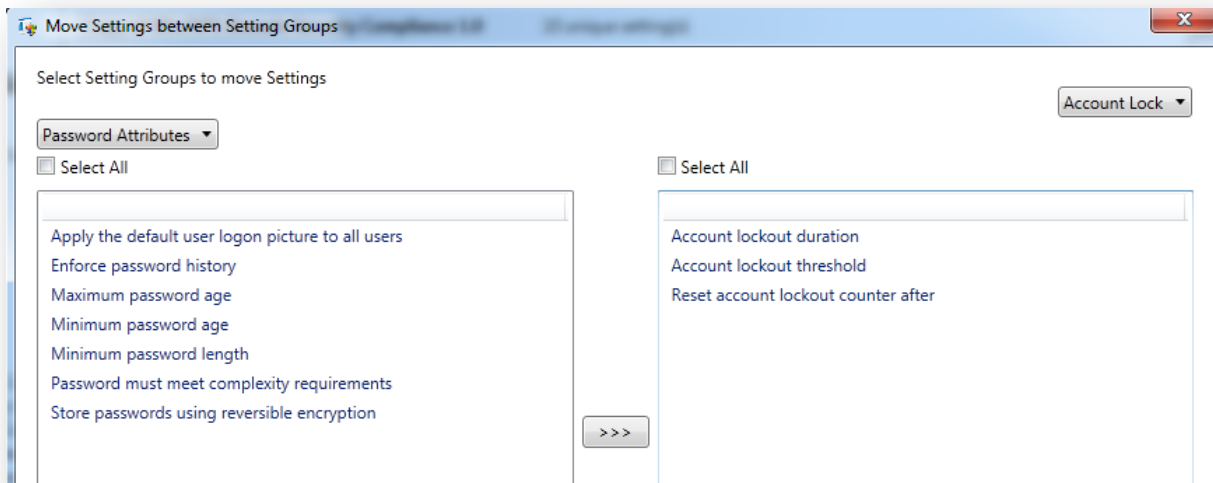 Move Settings between Setting Groups
Select Setting Groups to move Settings
Account Lock
Password Attributes
Select All
Select All
Apply the default user logon picture to all users
Enforce password history
Maximum password age
Minimum password age
Minimum password length
Password must meet complexity requirements
Store passwords using reversible encryption
>>>
Account lockout duration
Account lockout threshold
Reset account lockout counter after